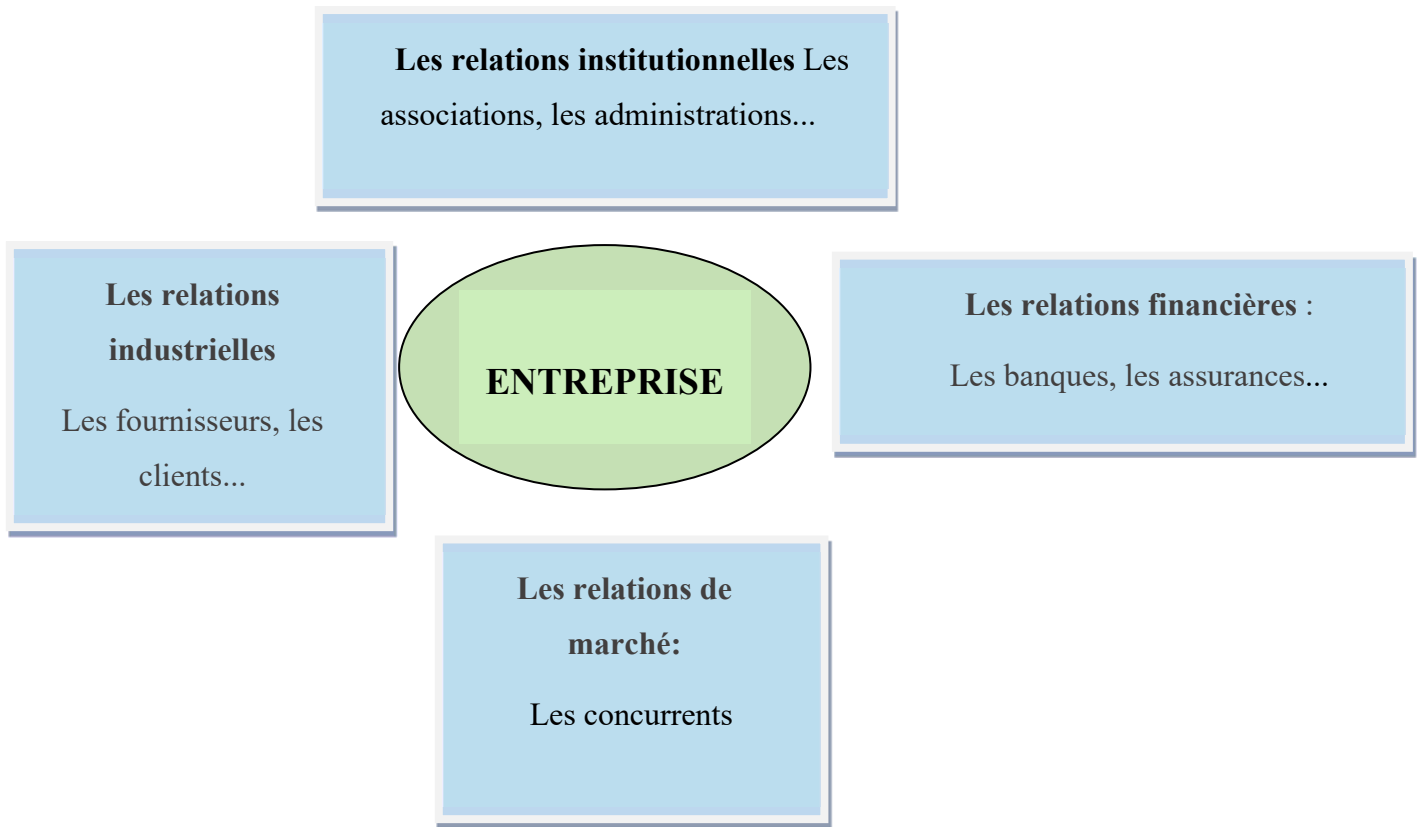 Les relations institutionnelles Les
associations, les administrations...
Les relations
industrielles
Les fournisseurs, les
clients...
ENTREPRISE
Les relations financières :
Les banques, les assurances...
Les relations de
marché:
Les concurrents